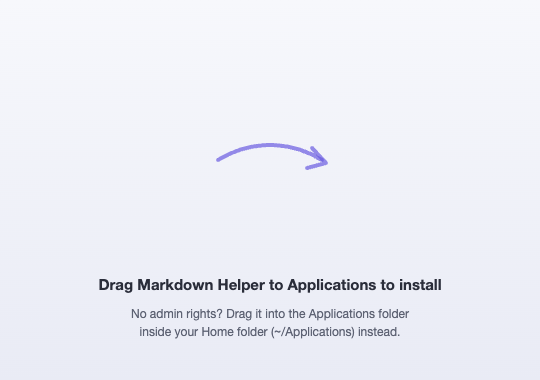 Drag Markdown Helper to Applications to install
No admin rights? Drag it into the Applications folder
inside your Home folder (~/Applications) instead.